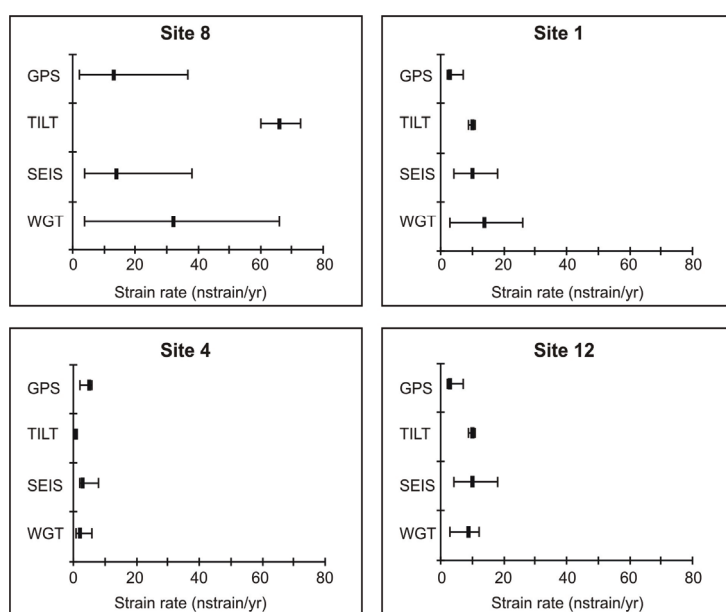 Site 8
GPS
TILT
SEIS
WGT
0 20 40 60 80
Strain rate (nstrain/yr)
Site 1
GPS
TILT
SEIS
WGT
0 20 40 60 80
Strain rate (nstrain/yr)
Site 4
GPS
TILT
SEIS
WGT
0 20 40 60 80
Strain rate (nstrain/yr)
Site 12
GPS
TILT
SEIS
WGT
0 20 40 60 80
Strain rate (nstrain/yr)